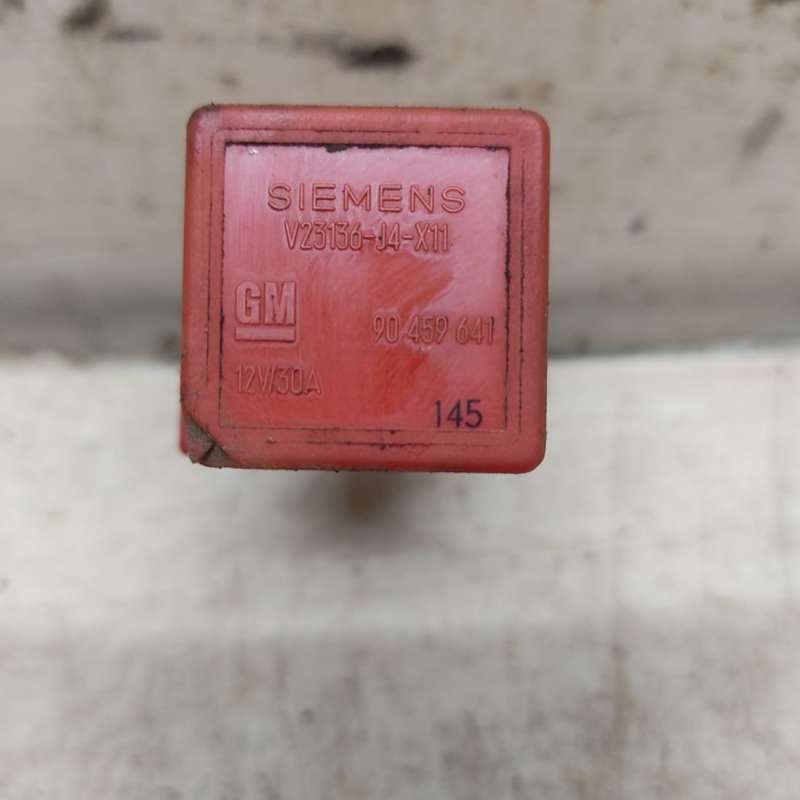 SIEMENS
V23136-J4-X11
GM 90 459 641
12V/30A
145